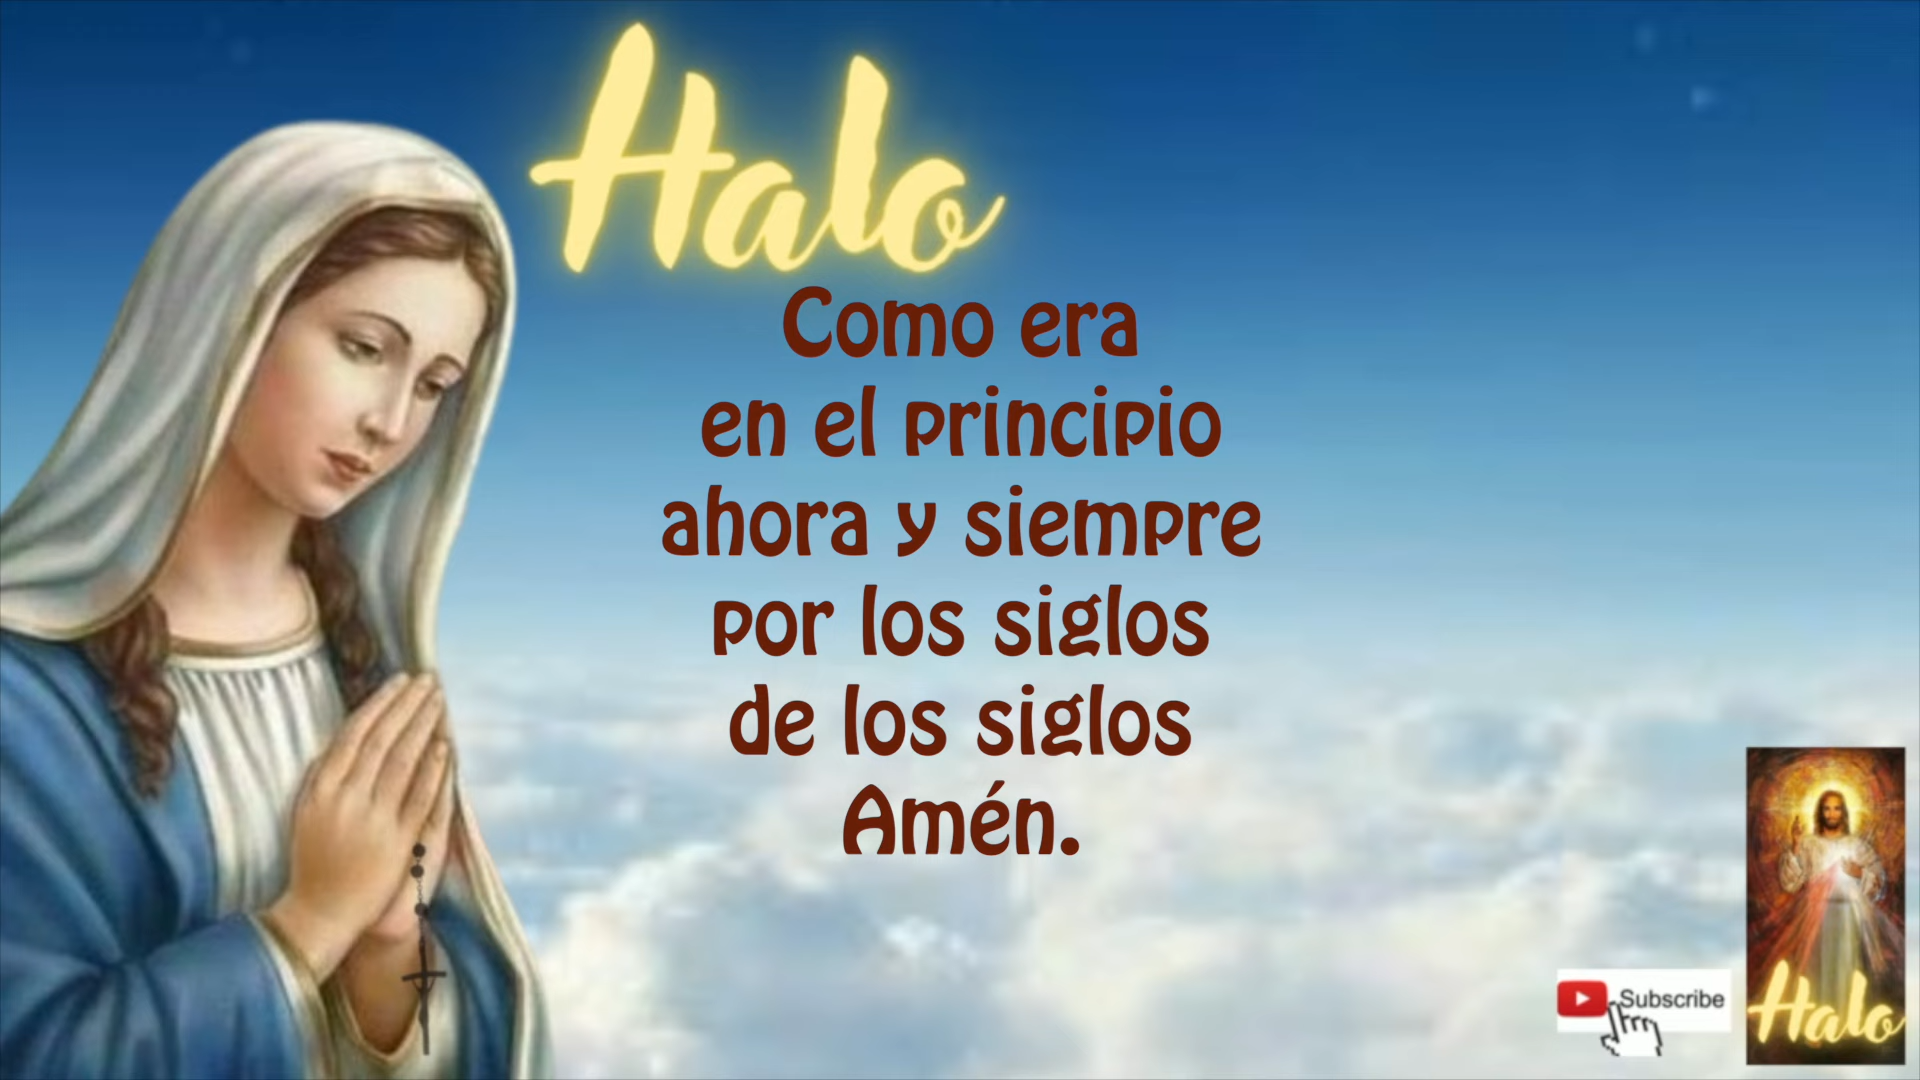 Halo
Como era
en el principio
ahora y siempre
por los siglos
de los siglos
Amén.
Subscribe
Halo